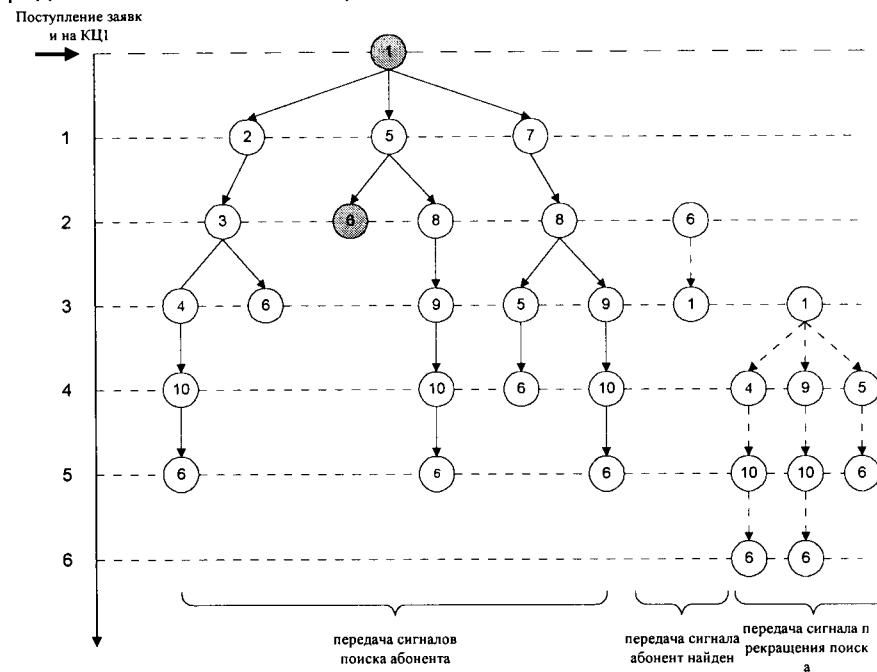 Поступление заявк
и на КЦ1
1
1 2 5 7
2 3 6 8 8 6
3 4 6 9 5 9 1 1
4 10 10 6 10 4 9 5
5 6 6 6 10 10 6
6 6 6
передача сигналов
поиска абонента
передача сигнала
абонент найден
передача сигнала п
рекращения поиск
а